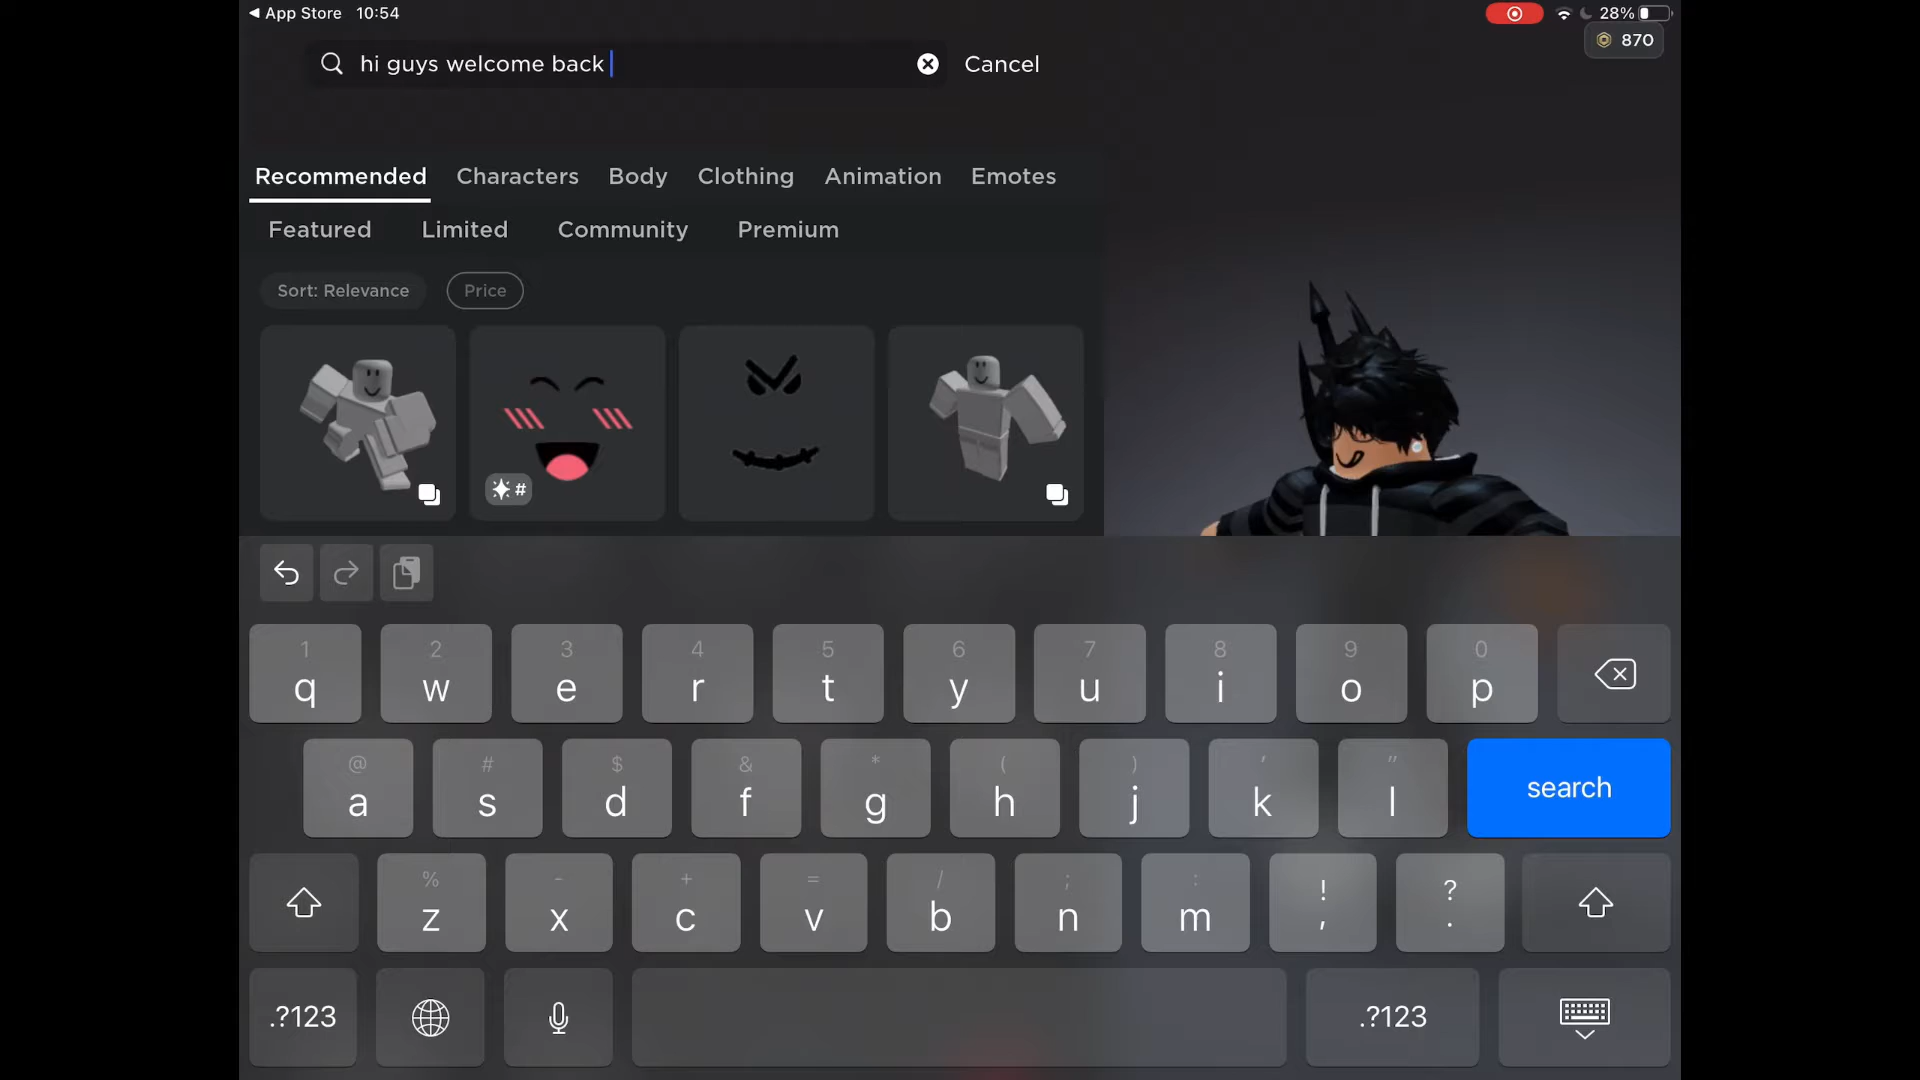 ◀ App Store 10:54
28%
870
hi guys welcome back
Cancel
Recommended Characters Body Clothing Animation Emotes
Featured Limited Community Premium
Sort: Relevance Price
#
1 2 3 4 5 6 7 8 9 0
q w e r t y u i o p
@ # $ & * ( ) ' "
a s d f g h j k l search
% - + = / ; : ! ?
z x c v b n m , .
.?123 .?123